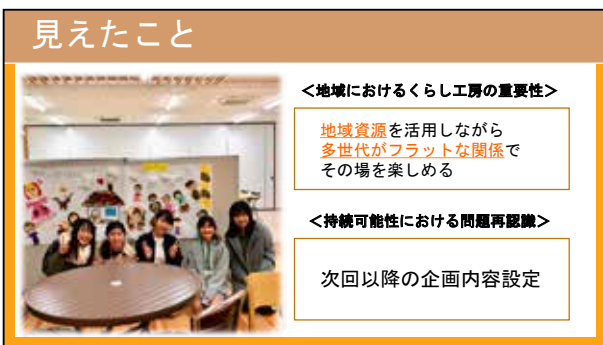 見えたこと
＜地域におけるくらし工房の重要性＞
地域資源を活用しながら
多世代がフラットな関係で
その場を楽しめる
＜持続可能性における問題再認識＞
次回以降の企画内容設定